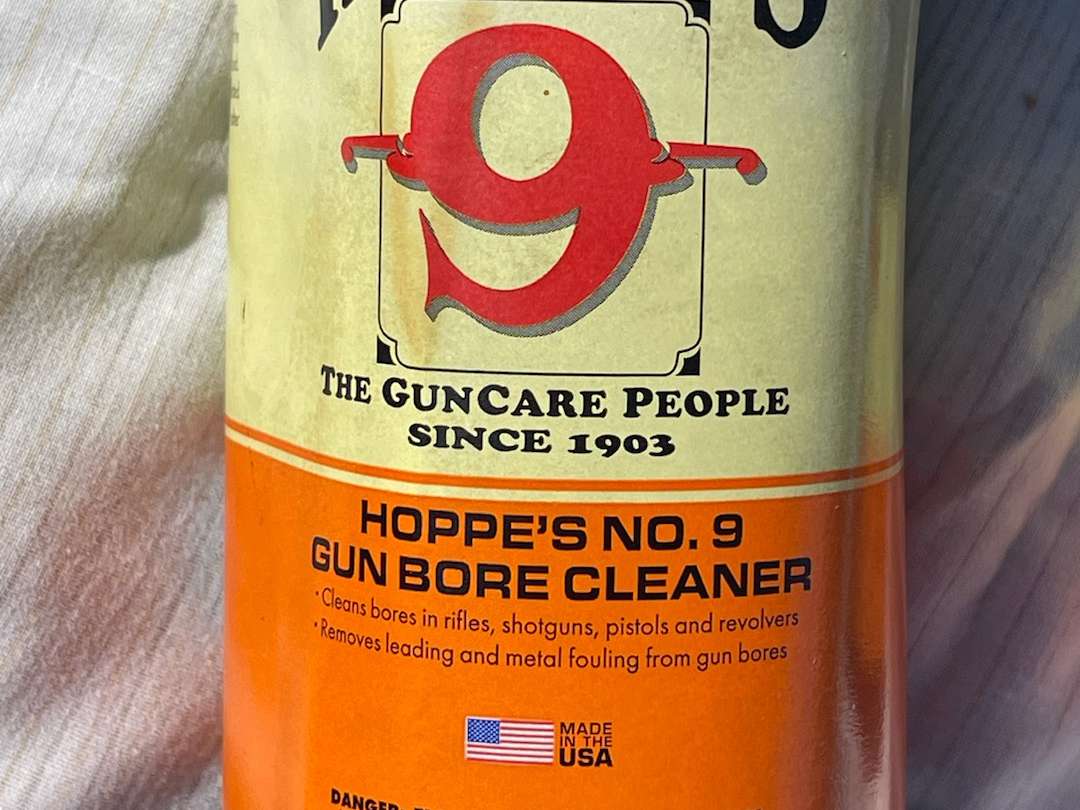 9
THE GUNCARE PEOPLE
SINCE 1903
HOPPE'S NO. 9
GUN BORE CLEANER
· Cleans bores in rifles, shotguns, pistols and revolvers
· Removes leading and metal fouling from gun bores
MADE
IN THE
USA
DANGER